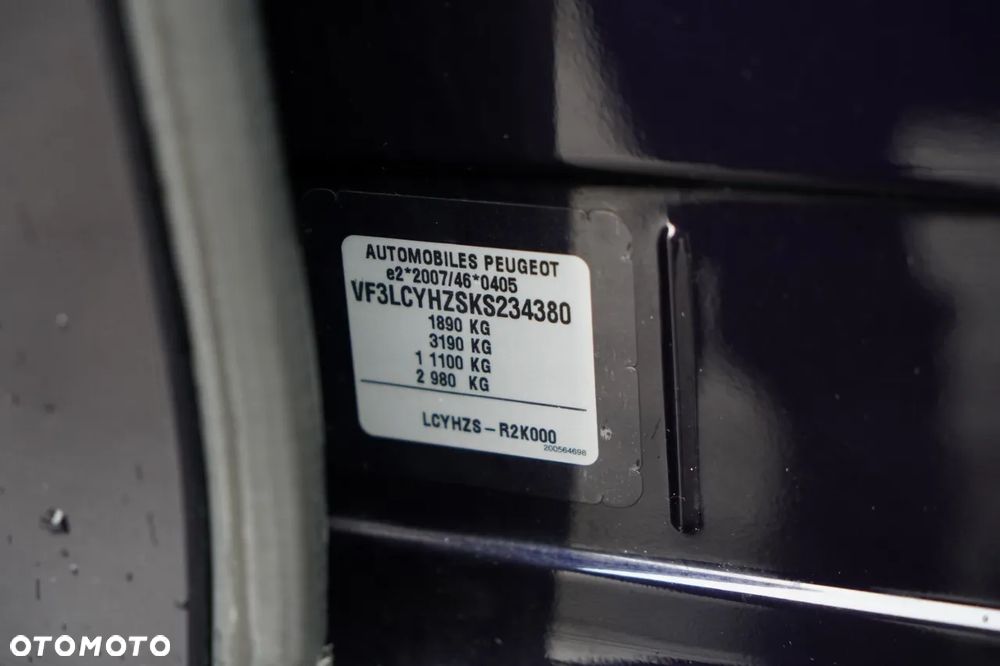 AUTOMOBILES PEUGEOT
e2*2007/46*0405
VF3LCYHZSKS234380
1890 KG
3190 KG
1 1100 KG
2 980 KG
LCYHZS-R2K000
200564698
OTOMOTO